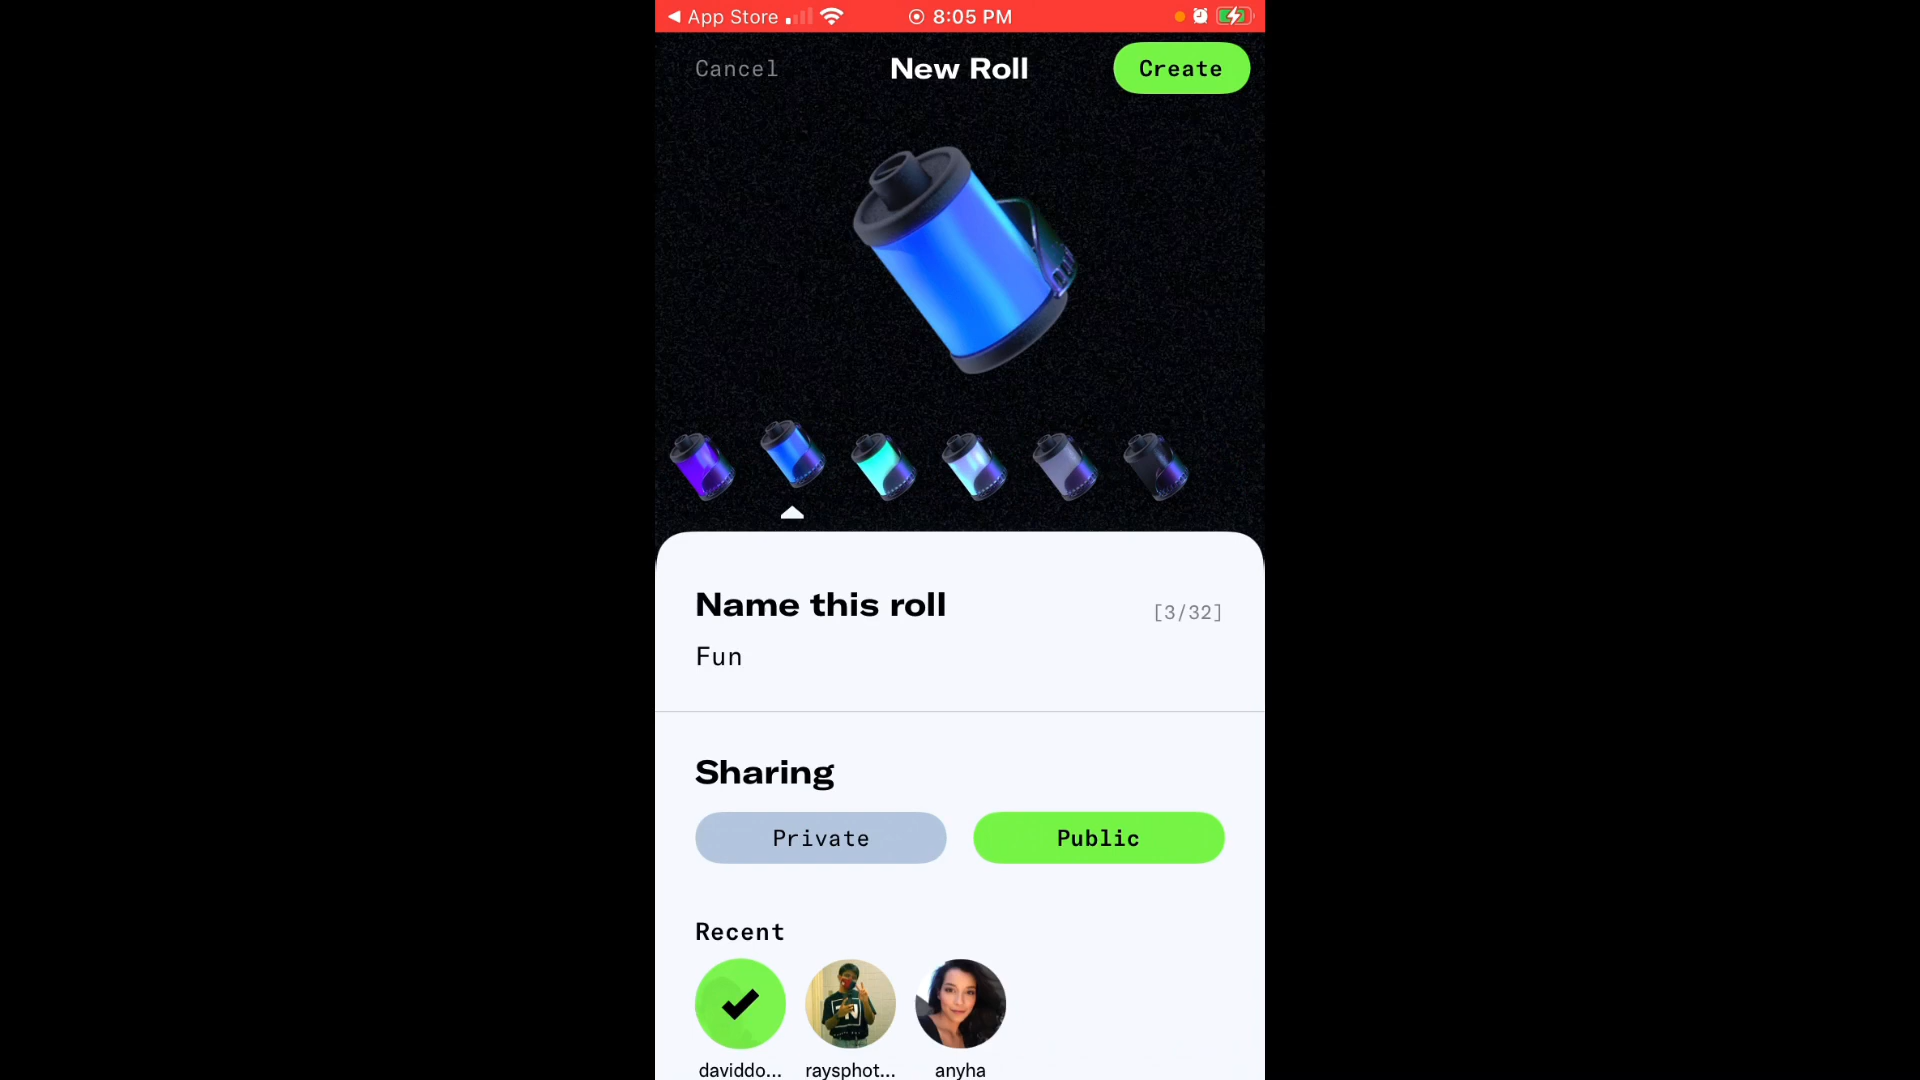 App Store 8:05 PM
Cancel New Roll Create
Name this roll [3/32]
Fun
Sharing
Private Public
Recent
daviddo... raysphot... anyha